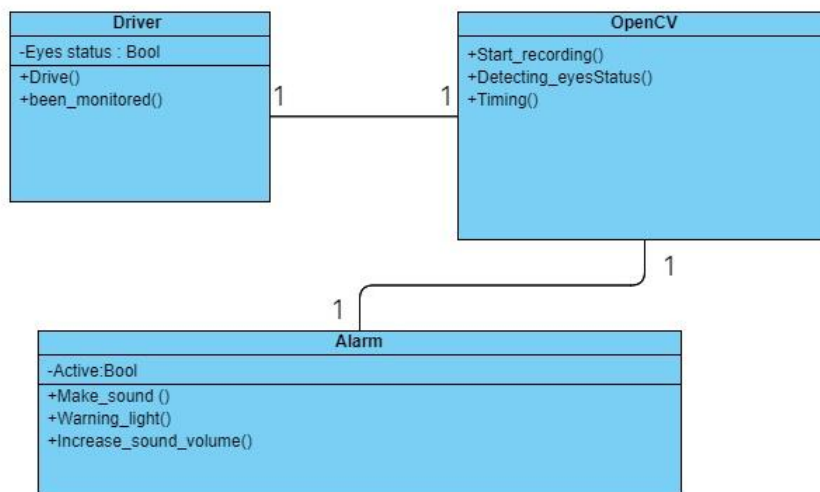 Driver
-Eyes status : Bool
+Drive()
+been_monitored()
OpenCV
+Start_recording()
+Detecting_eyesStatus()
+Timing()
1
1
1
1
Alarm
-Active:Bool
+Make_sound ()
+Warning_light()
+Increase_sound_volume()